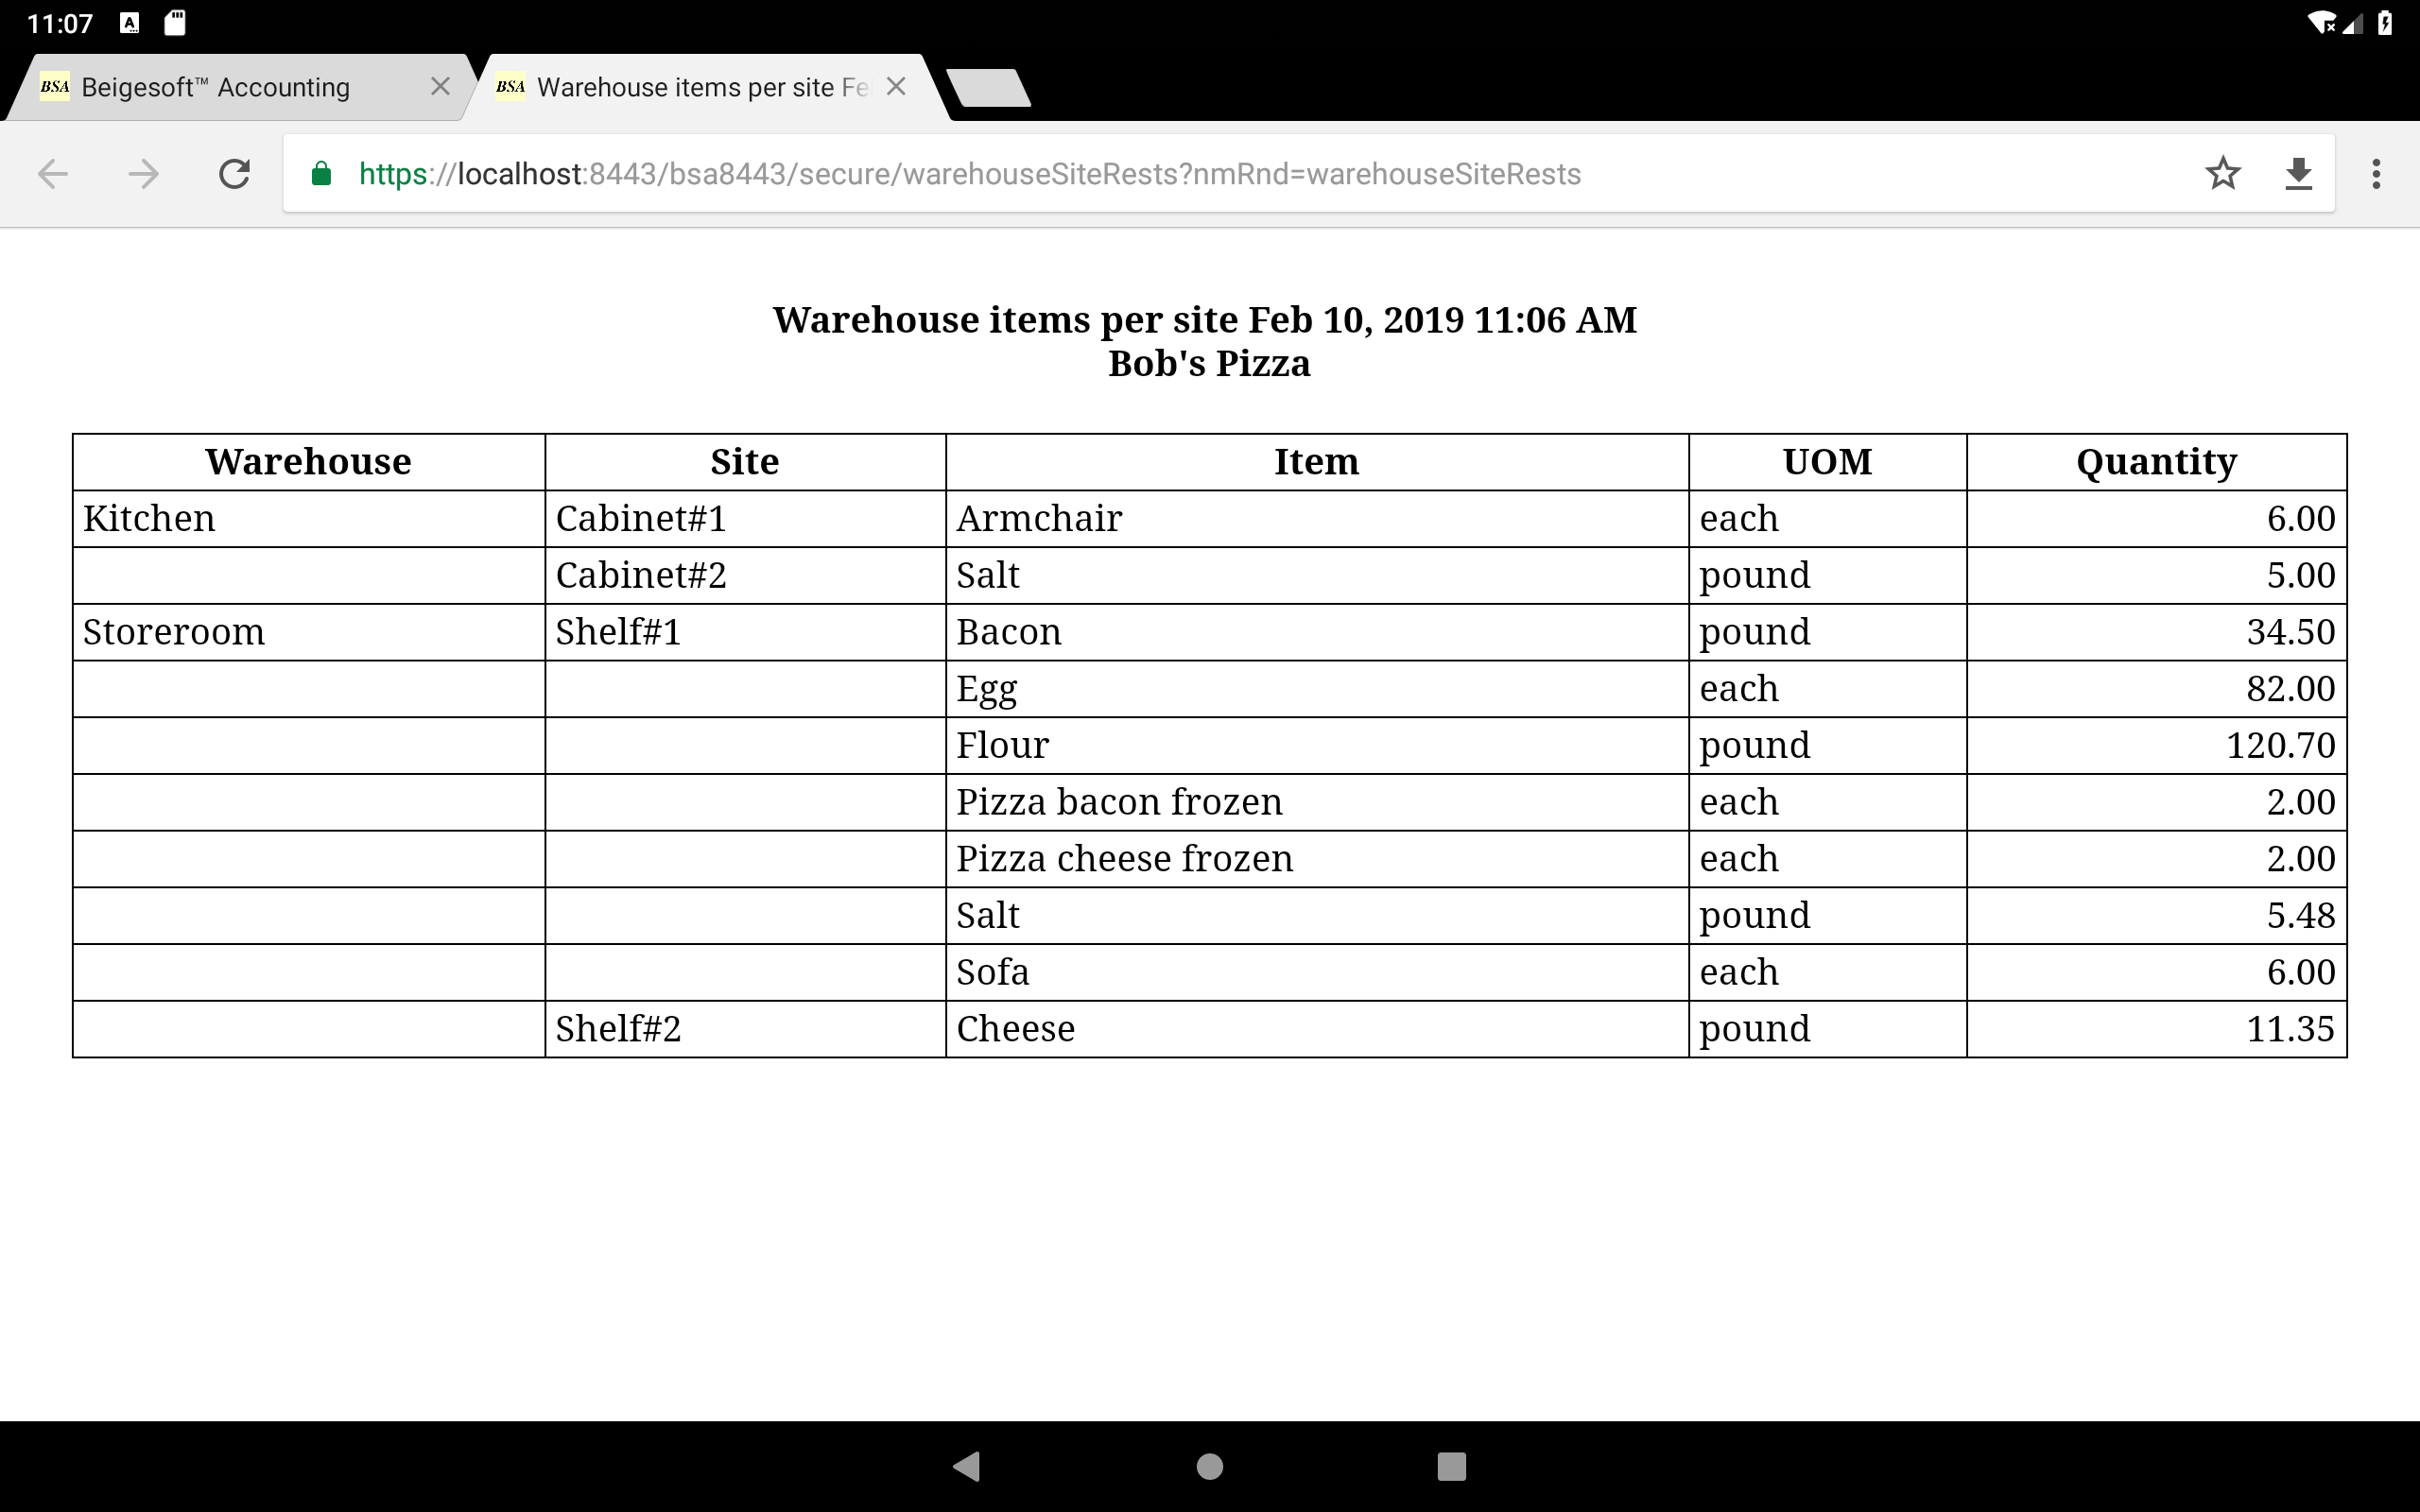 11:07 A
BSA Beigesoft™ Accounting BSA Warehouse items per site Fe
https://localhost:8443/bsa8443/secure/warehouseSiteRests?nmRnd=warehouseSiteRests
Warehouse items per site Feb 10, 2019 11:06 AM
Bob's Pizza
Warehouse Site Item UOM Quantity
Kitchen Cabinet#1 Armchair each 6.00
Cabinet#2 Salt pound 5.00
Storeroom Shelf#1 Bacon pound 34.50
Egg each 82.00
Flour pound 120.70
Pizza bacon frozen each 2.00
Pizza cheese frozen each 2.00
Salt pound 5.48
Sofa each 6.00
Shelf#2 Cheese pound 11.35